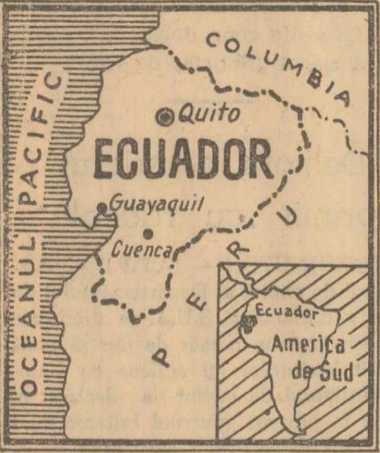 COLUMBIA
Quito
ECUADOR
OCEANUL PACIFIC
Guayaquil
Cuenca
PERU
Ecuador
America
de Sud